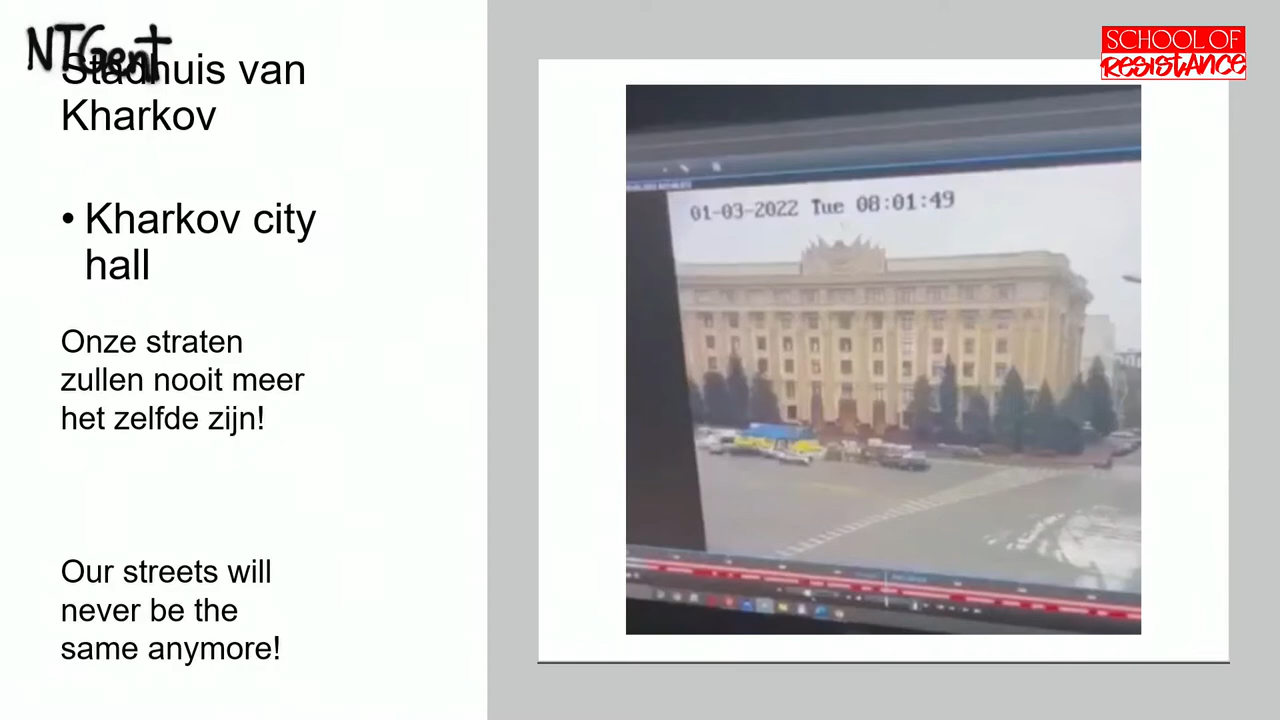 NTGent
Stadhuis van
Kharkov
• Kharkov city
hall
Onze straten
zullen nooit meer
het zelfde zijn!
Our streets will
never be the
same anymore!
SCHOOL OF
RESISTANCE
01-03-2022 Tue 08:01:49